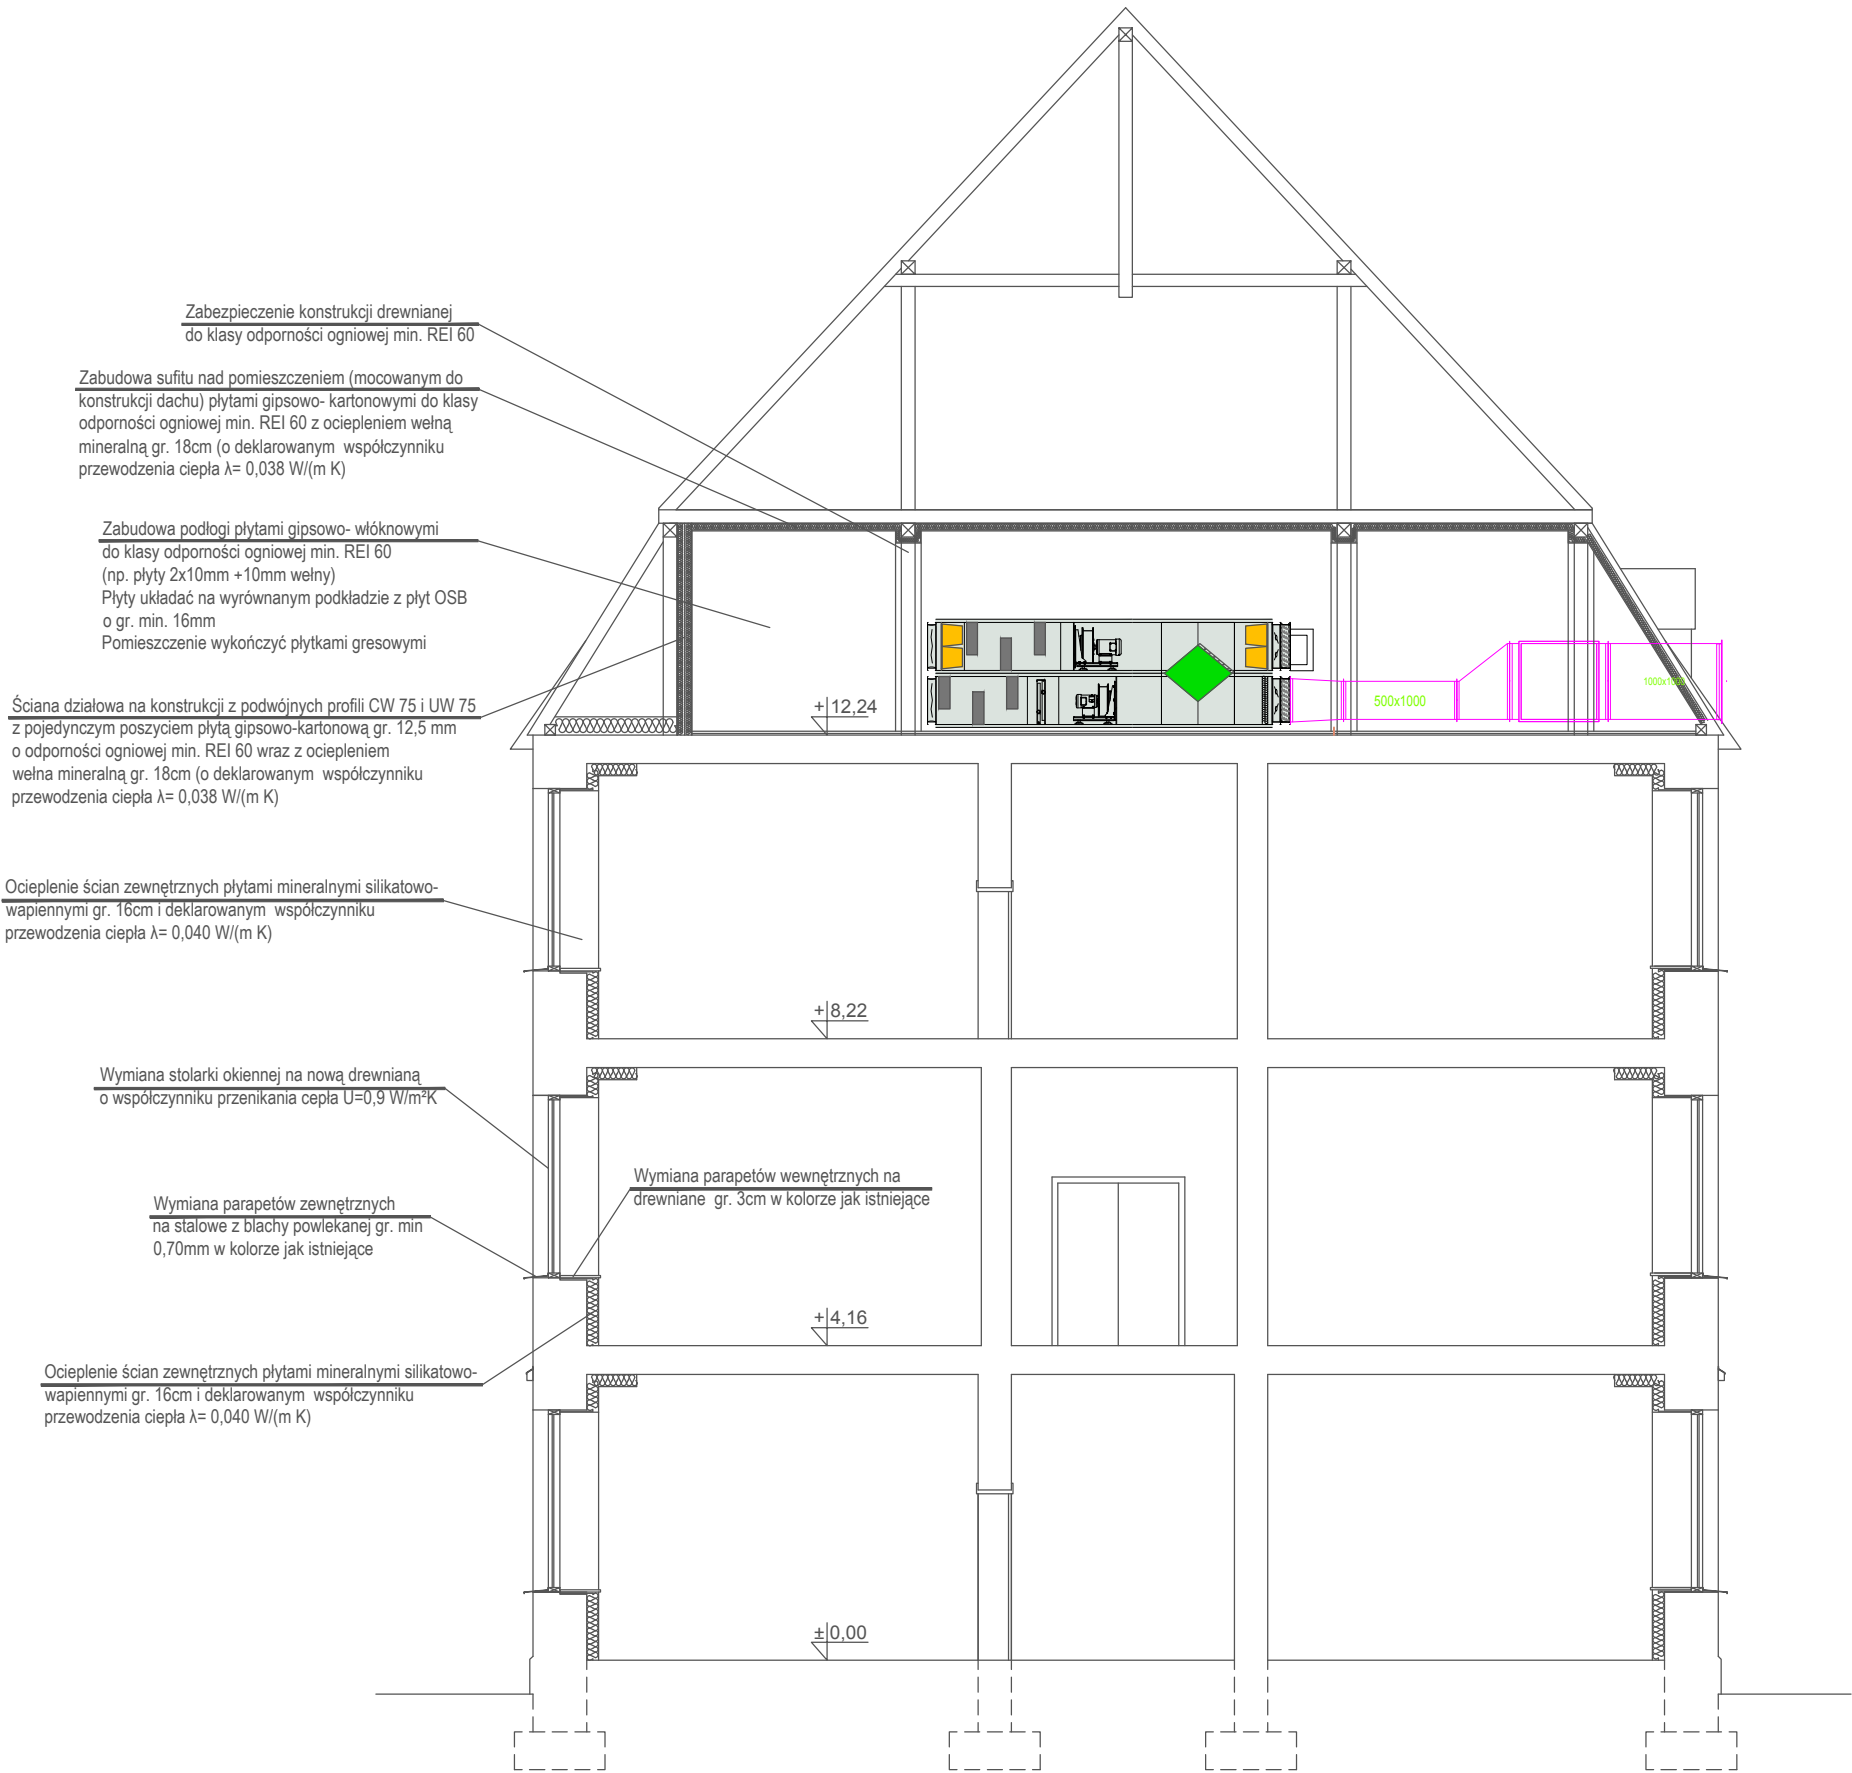 Zabezpieczenie konstrukcji drewnianej
do klasy odporności ogniowej min. REI 60
Zabudowa sufitu nad pomieszczeniem (mocowanym do
konstrukcji dachu) płytami gipsowo- kartonowymi do klasy
odporności ogniowej min. REI 60 z ociepleniem wełną
mineralną gr. 18cm (o deklarowanym współczynniku
przewodzenia ciepła λ= 0,038 W/(m K)
Zabudowa podłogi płytami gipsowo- włóknowymi
do klasy odporności ogniowej min. REI 60
(np. płyty 2x10mm +10mm wełny)
Płyty układać na wyrównanym podkładzie z płyt OSB
o gr. min. 16mm
Pomieszczenie wykończyć płytkami gresowymi
Ściana działowa na konstrukcji z podwójnych profili CW 75 i UW 75
z pojedynczym poszyciem płytą gipsowo-kartonową gr. 12,5 mm
o odporności ogniowej min. REI 60 wraz z ociepleniem
wełna mineralną gr. 18cm (o deklarowanym współczynniku
przewodzenia ciepła λ= 0,038 W/(m K)
+12,24
500x1000
Ocieplenie ścian zewnętrznych płytami mineralnymi silikatowo-
wapiennymi gr. 16cm i deklarowanym współczynniku
przewodzenia ciepła λ= 0,040 W/(m K)
+8,22
Wymiana stolarki okiennej na nową drewnianą
o współczynniku przenikania cepła U=0,9 W/m²K
Wymiana parapetów zewnętrznych
na stalowe z blachy powlekanej gr. min
0,70mm w kolorze jak istniejące
Wymiana parapetów wewnętrznych na
drewniane gr. 3cm w kolorze jak istniejące
+4,16
Ocieplenie ścian zewnętrznych płytami mineralnymi silikatowo-
wapiennymi gr. 16cm i deklarowanym współczynniku
przewodzenia ciepła λ= 0,040 W/(m K)
±0,00